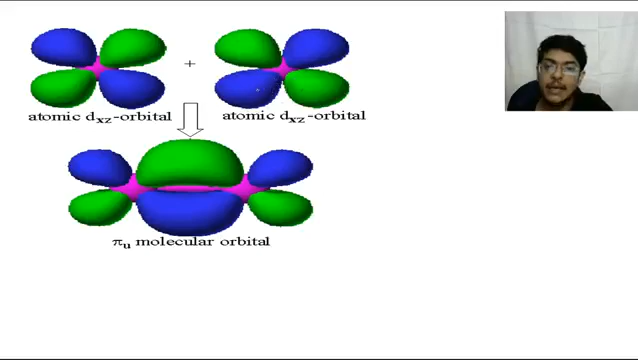 +
atomic dxz-orbital
atomic dxz-orbital
πu molecular orbital